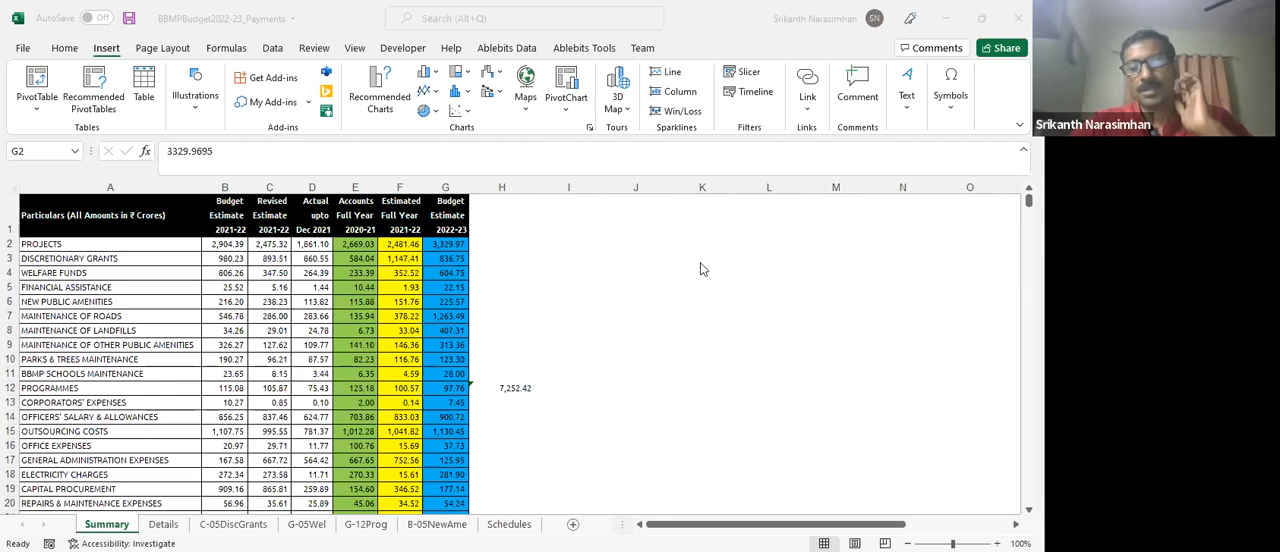 AutoSave Off BBMPBudget2022-23_Payments Search (Alt+Q) Srikanth Narasimhan SN
File Home Insert Page Layout Formulas Data Review View Developer Help Ablebits Data Ablebits Tools Team Comments Share
PivotTable Recommended PivotTables Table Illustrations Get Add-ins My Add-ins Recommended Charts Maps PivotChart 3D Map Line Column Win/Loss Slicer Timeline Link Comment Text Symbols
Tables Add-ins Charts Tours Sparklines Filters Links Comments
Srikanth Narasimhan
G2 fx 3329.9695
A B C D E F G H I J K L M N O
1 Particulars (All Amounts in ₹ Crores) Budget Estimate 2021-22 Revised Estimate 2021-22 Actual upto Dec 2021 Accounts Full Year 2020-21 Estimated Full Year 2021-22 Budget Estimate 2022-23
2 PROJECTS 2,904.39 2,475.32 1,861.10 2,669.03 2,481.46 3,329.97
3 DISCRETIONARY GRANTS 980.23 893.51 860.55 584.04 1,147.41 836.75
4 WELFARE FUNDS 806.26 347.50 264.39 233.39 352.52 604.75
5 FINANCIAL ASSISTANCE 25.52 5.16 1.44 10.44 1.93 22.15
6 NEW PUBLIC AMENITIES 216.20 238.23 113.82 115.88 151.76 225.57
7 MAINTENANCE OF ROADS 546.78 286.00 283.66 135.94 378.22 1,263.49
8 MAINTENANCE OF LANDFILLS 34.26 29.01 24.78 6.73 33.04 407.31
9 MAINTENANCE OF OTHER PUBLIC AMENITIES 326.27 127.62 109.77 141.10 146.36 313.36
10 PARKS & TREES MAINTENANCE 190.27 96.21 87.57 82.23 116.76 123.30
11 BBMP SCHOOLS MAINTENANCE 23.65 8.15 3.44 6.35 4.59 28.00
12 PROGRAMMES 115.08 105.87 75.43 125.18 100.57 97.76 7,252.42
13 CORPORATORS' EXPENSES 10.27 0.85 0.10 2.00 0.14 7.45
14 OFFICERS' SALARY & ALLOWANCES 856.25 837.46 624.77 703.86 833.03 900.72
15 OUTSOURCING COSTS 1,107.75 995.55 781.37 1,012.28 1,041.82 1,130.45
16 OFFICE EXPENSES 20.97 29.71 11.77 100.76 15.69 37.73
17 GENERAL ADMINISTRATION EXPENSES 167.58 667.72 564.42 667.65 752.56 125.95
18 ELECTRICITY CHARGES 272.34 273.58 11.71 270.33 15.61 281.90
19 CAPITAL PROCUREMENT 909.16 865.81 259.89 154.60 346.52 177.14
20 REPAIRS & MAINTENANCE EXPENSES 56.96 35.61 25.89 45.06 34.52 54.24
Summary Details C-05DiscGrants G-05Wel G-12Prog B-05NewAme Schedules
Ready Accessibility: Investigate 100%